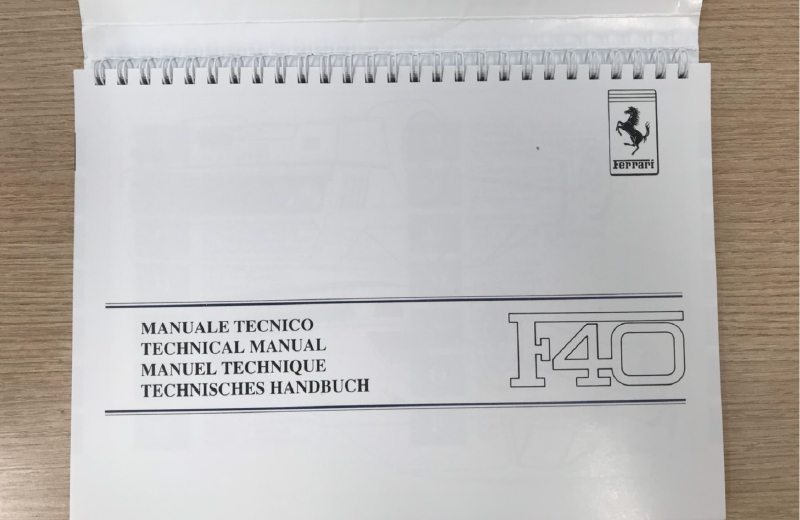 Ferrari
MANUALE TECNICO
TECHNICAL MANUAL
MANUEL TECHNIQUE
TECHNISCHES HANDBUCH
F40